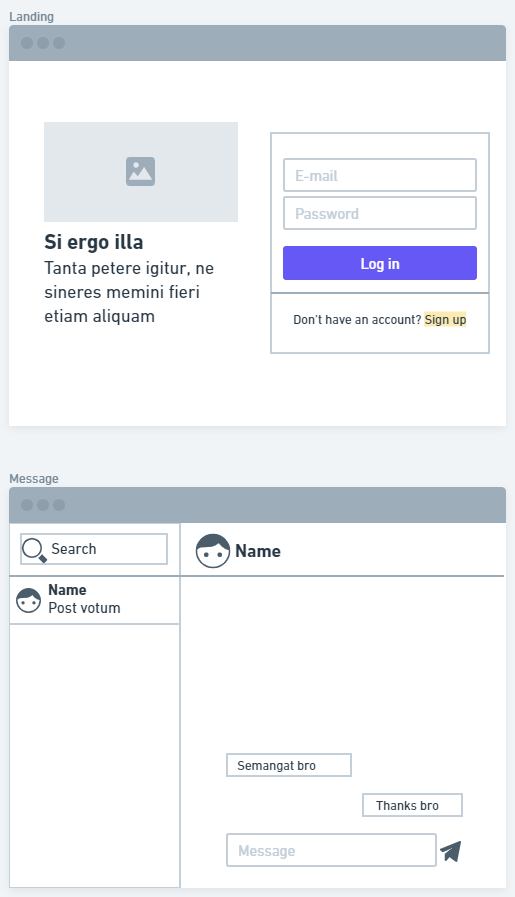 Landing
Si ergo illa
Tanta petere igitur, ne
sineres memini fieri
etiam aliquam
E-mail
Password
Log in
Don't have an account? Sign up
Message
Search
Name
Post votum
Name
Semangat bro
Thanks bro
Message